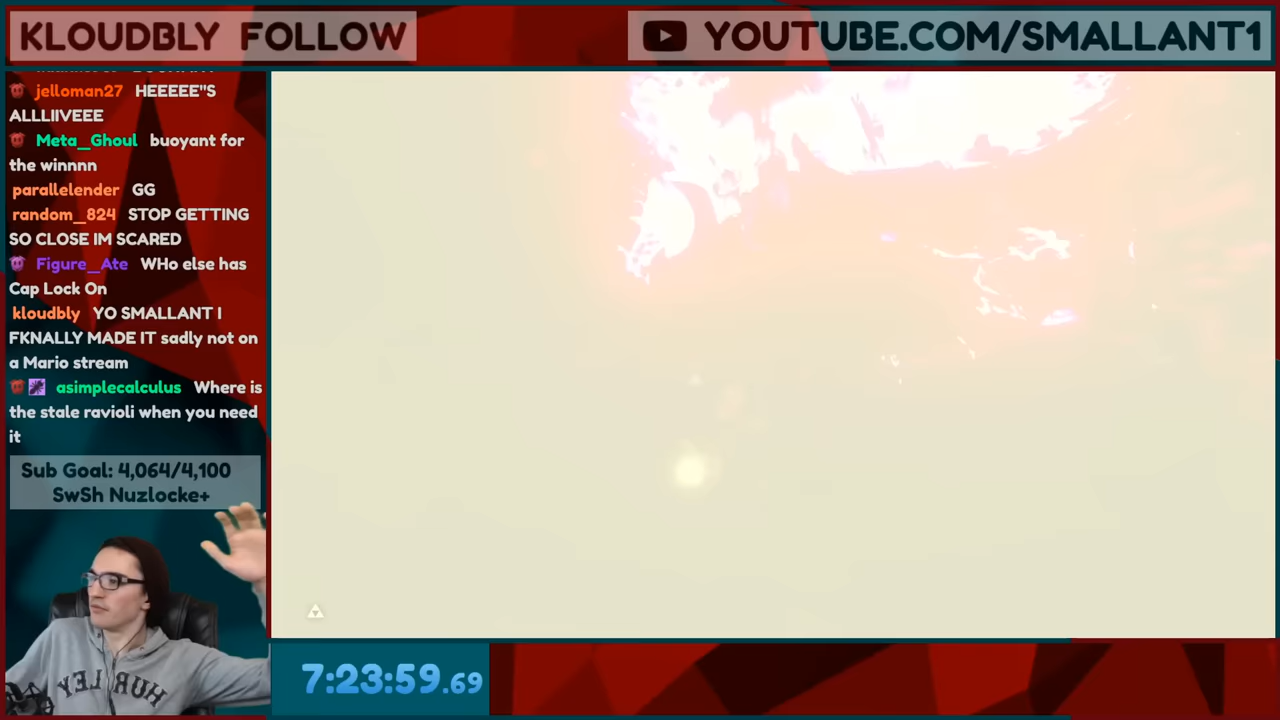 KLOUDBLY FOLLOW
YOUTUBE.COM/SMALLANT1
jelloman27 HEEEEE"S
ALLLIIVEEE
Meta_Ghoul buoyant for
the winnnn
parallelender GG
random_824 STOP GETTING
SO CLOSE IM SCARED
Figure_Ate WHo else has
Cap Lock On
kloudbly YO SMALLANT I
FKNALLY MADE IT sadly not on
a Mario stream
asimplecalculus Where is
the stale ravioli when you need
it
Sub Goal: 4,064/4,100
SwSh Nuzlocke+
HURLEY
7:23:59.69